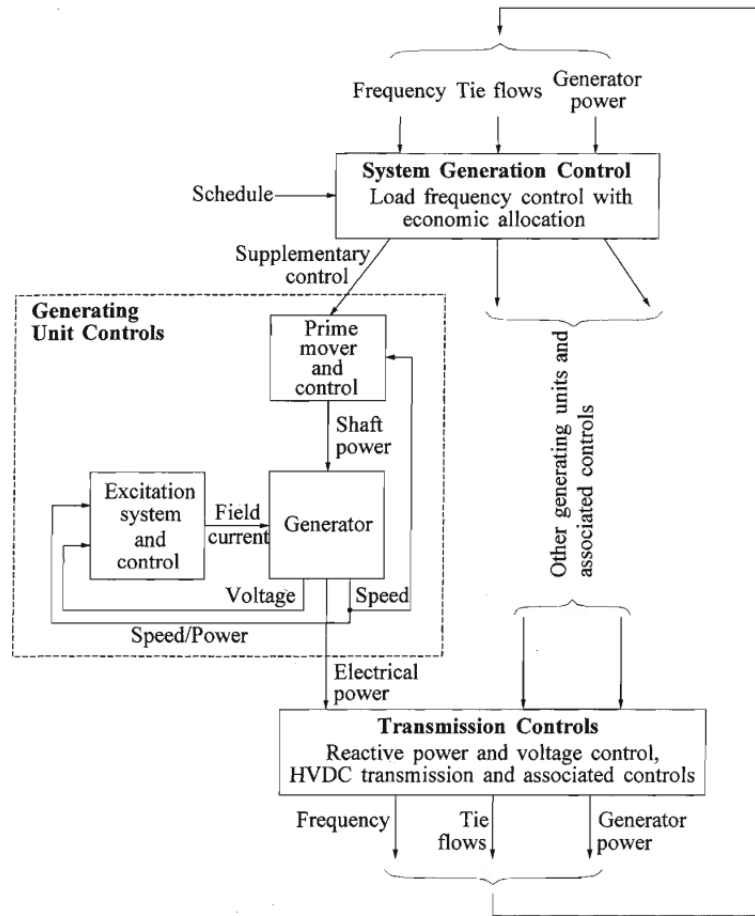 Frequency Tie flows Generator
power
System Generation Control
Schedule
Load frequency control with
economic allocation
Supplementary
control
Generating
Unit Controls
Prime
mover
and
control
Shaft
power
Excitation
system
and
control
Field
current
Generator
Voltage
Speed
Speed/Power
Other generating units and
associated controls
Electrical
power
Transmission Controls
Reactive power and voltage control,
HVDC transmission and associated controls
Frequency
Tie
flows
Generator
power